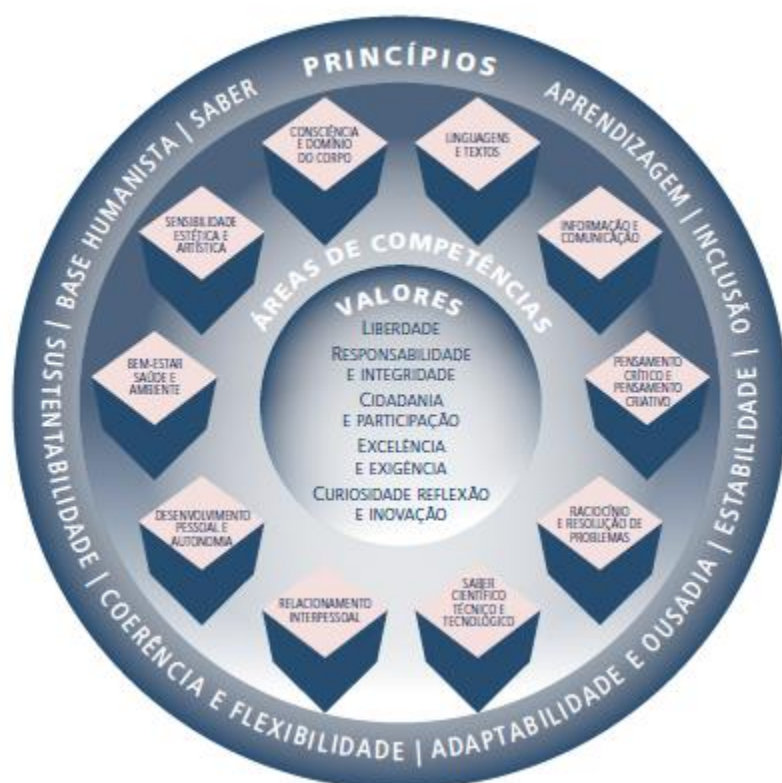 PRINCÍPIOS
APRENDIZAGEM | INCLUSÃO | ESTABILIDADE | ADAPTABILIDADE E OUSADIA | COERÊNCIA E FLEXIBILIDADE | SUSTENTABILIDADE | BASE HUMANISTA | SABER
ÁREAS DE COMPETÊNCIAS
LINGUAGENS
E TEXTOS
INFORMAÇÃO E
COMUNICAÇÃO
PENSAMENTO
CRÍTICO E
PENSAMENTO
CRIATIVO
RACIOCÍNIO
E RESOLUÇÃO DE
PROBLEMAS
SABER
CIENTÍFICO
TÉCNICO E
TECNOLÓGICO
RELACIONAMENTO
INTERPESSOAL
DESENVOLVIMENTO
PESSOAL E
AUTONOMIA
BEM-ESTAR
SAÚDE E
AMBIENTE
SENSIBILIDADE
ESTÉTICA E
ARTÍSTICA
CONSCIÊNCIA
E DOMÍNIO
DO CORPO
VALORES
LIBERDADE
RESPONSABILIDADE
E INTEGRIDADE
CIDADANIA
E PARTICIPAÇÃO
EXCELÊNCIA
E EXIGÊNCIA
CURIOSIDADE REFLEXÃO
E INOVAÇÃO